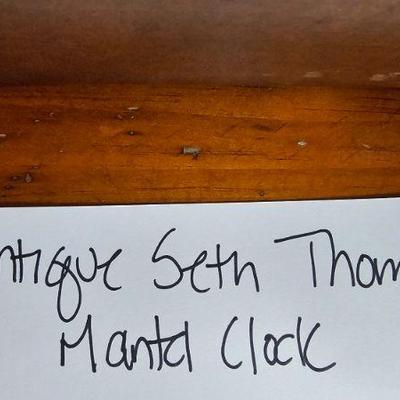 ntique Seth Thom
Mantel Clock